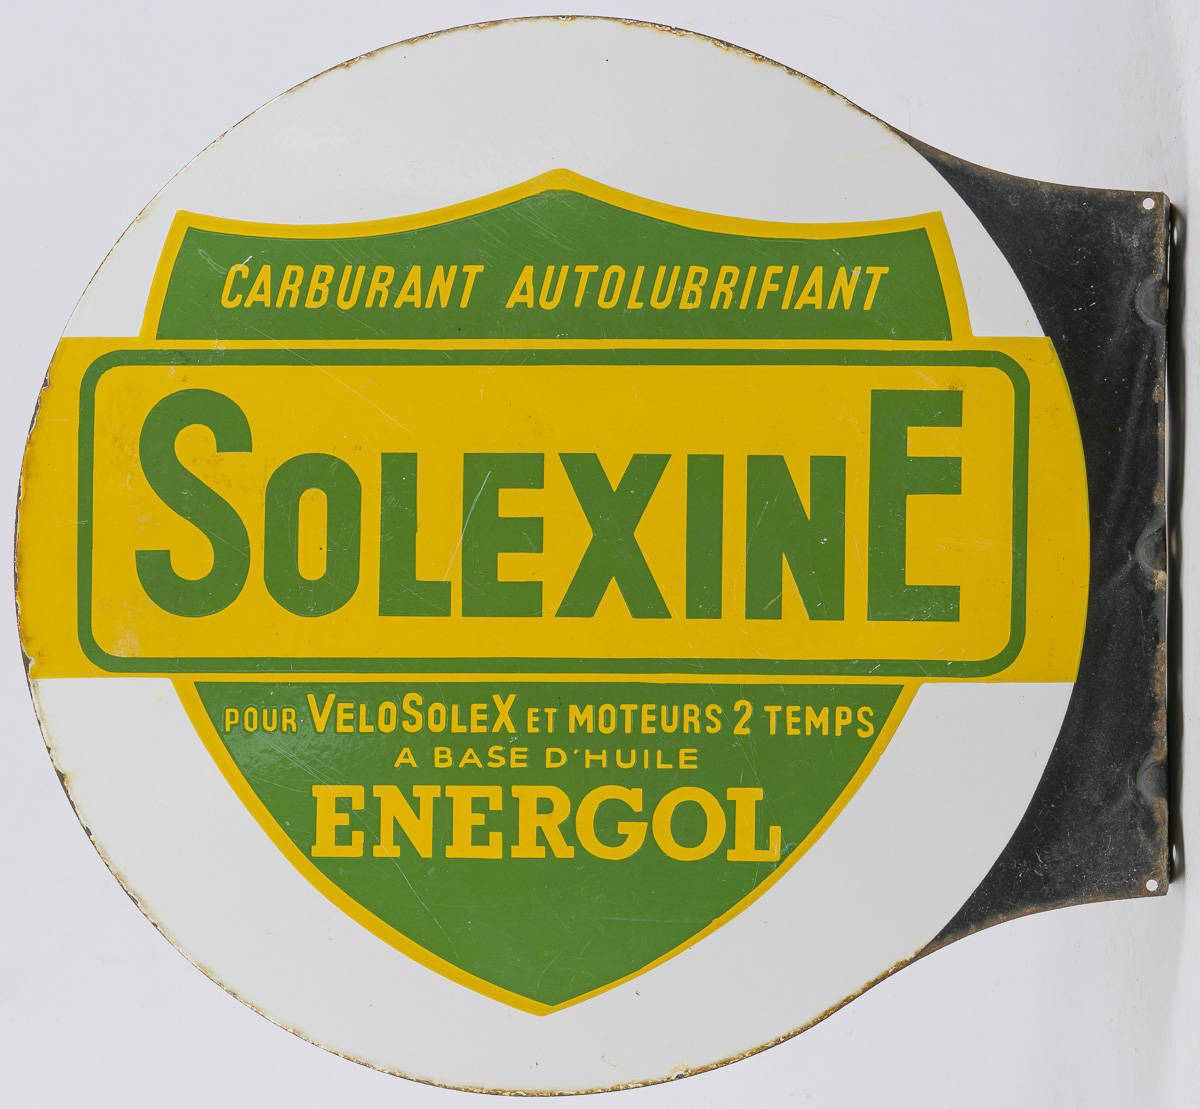 CARBURANT AUTOLUBRIFIANT
SOLEXINE
POUR VELOSOLEX ET MOTEURS 2 TEMPS
A BASE D'HUILE
ENERGOL